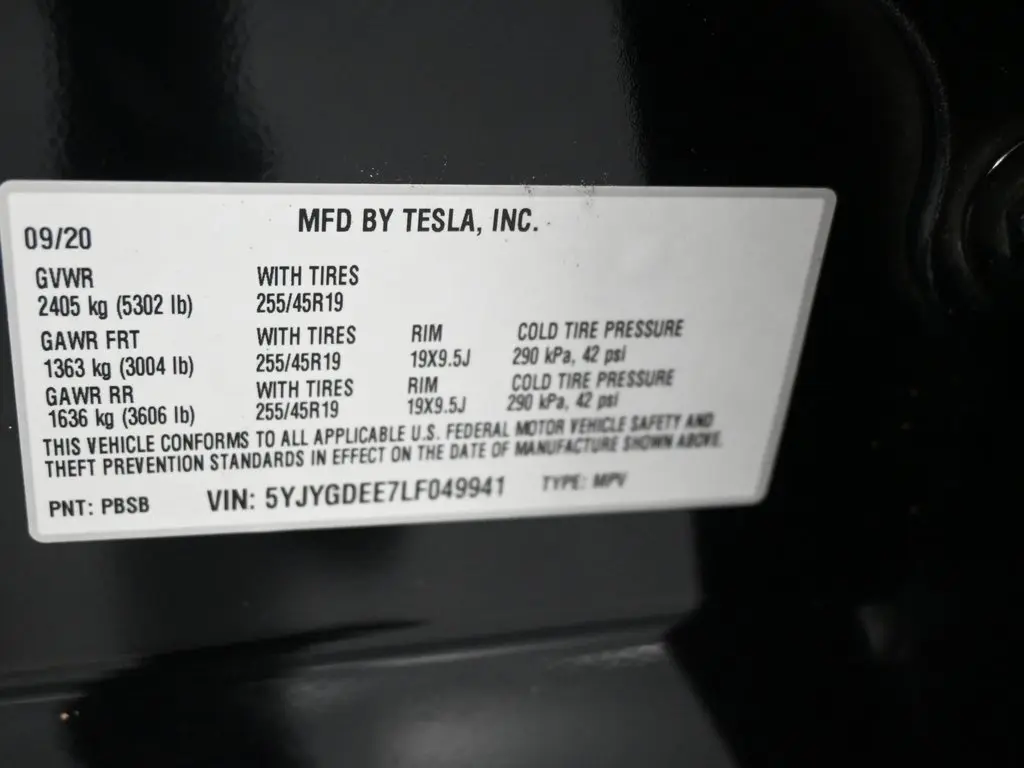 MFD BY TESLA, INC.
09/20
GVWR WITH TIRES
2405 kg (5302 lb) 255/45R19
GAWR FRT WITH TIRES RIM COLD TIRE PRESSURE
1363 kg (3004 lb) 255/45R19 19X9.5J 290 kPa, 42 psi
GAWR RR WITH TIRES RIM COLD TIRE PRESSURE
1636 kg (3606 lb) 255/45R19 19X9.5J 290 kPa, 42 psi
THIS VEHICLE CONFORMS TO ALL APPLICABLE U.S. FEDERAL MOTOR VEHICLE SAFETY AND
THEFT PREVENTION STANDARDS IN EFFECT ON THE DATE OF MANUFACTURE SHOWN ABOVE.
PNT: PBSB VIN: 5YJYGDEE7LF049941 TYPE: MPV